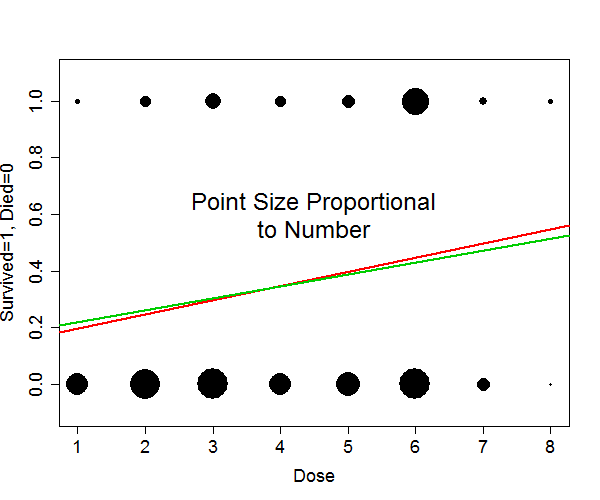 Point Size Proportional
to Number
Survived=1, Died=0
1.0
0.8
0.6
0.4
0.2
0.0
1 2 3 4 5 6 7 8
Dose